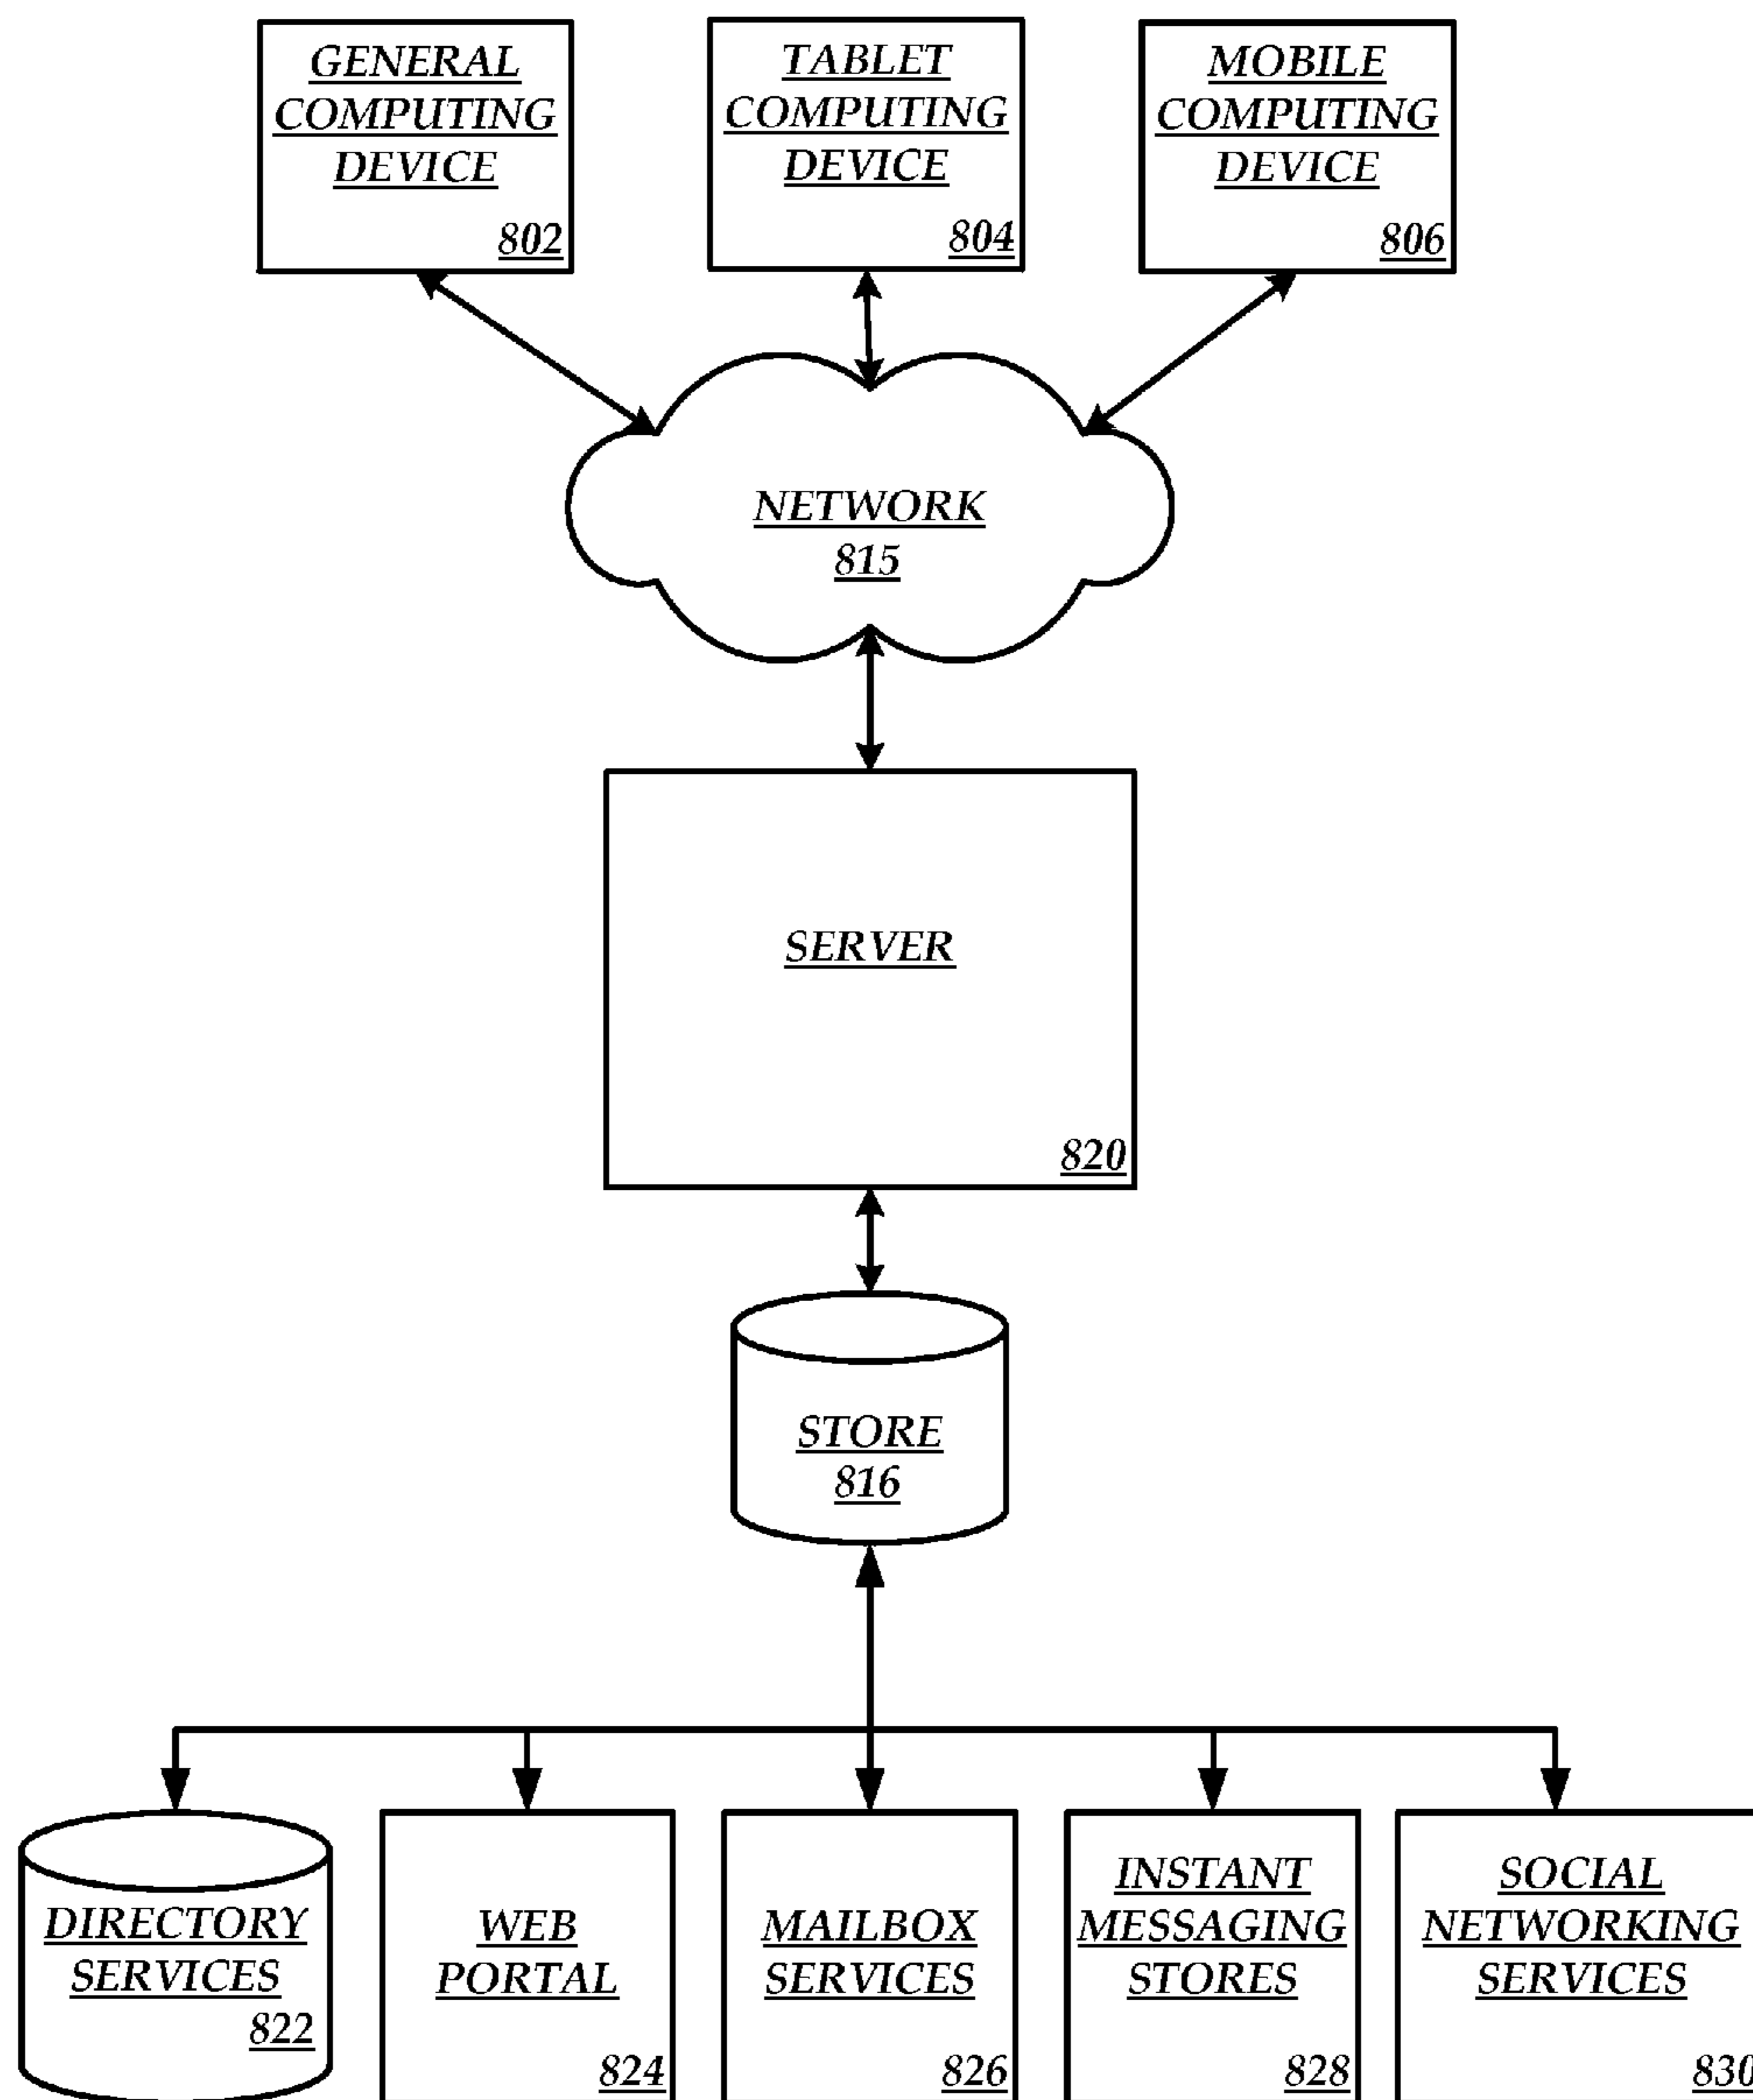 GENERAL
COMPUTING
DEVICE
802
TABLET
COMPUTING
DEVICE
804
MOBILE
COMPUTING
DEVICE
806
NETWORK
815
SERVER
820
STORE
816
DIRECTORY
SERVICES
822
WEB
PORTAL
824
MAILBOX
SERVICES
826
INSTANT
MESSAGING
STORES
828
SOCIAL
NETWORKING
SERVICES
830